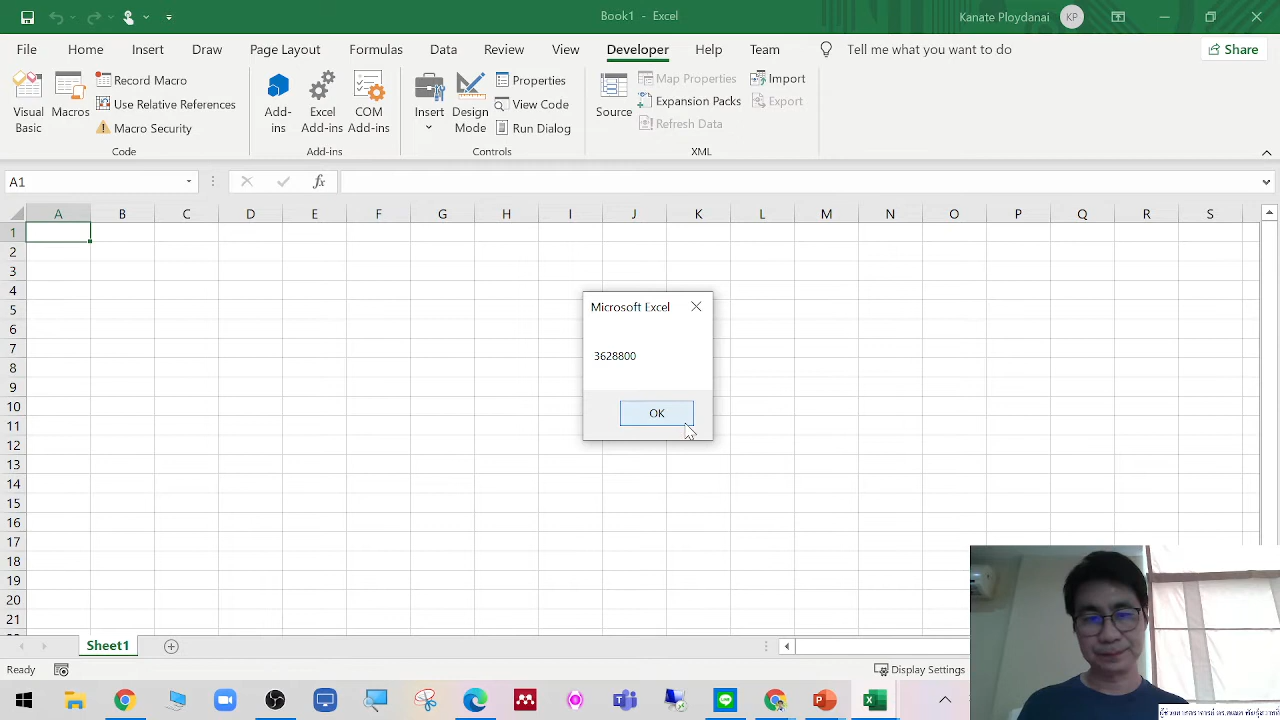 Book1 - Excel
Kanate Ploydanai
KP
File
Home
Insert
Draw
Page Layout
Formulas
Data
Review
View
Developer
Help
Team
Tell me what you want to do
Share
Visual Basic
Macros
Record Macro
Use Relative References
Macro Security
Code
Add-ins
Excel Add-ins
COM Add-ins
Add-ins
Insert
Design Mode
Properties
View Code
Run Dialog
Controls
Source
Map Properties
Expansion Packs
Refresh Data
Import
Export
XML
A1
fx
A B C D E F G H I J K L M N O P Q R S
1
2
3
4
5
6
7
8
9
10
11
12
13
14
15
16
17
18
19
20
21
Microsoft Excel
3628800
OK
Sheet1
Ready
Display Settings